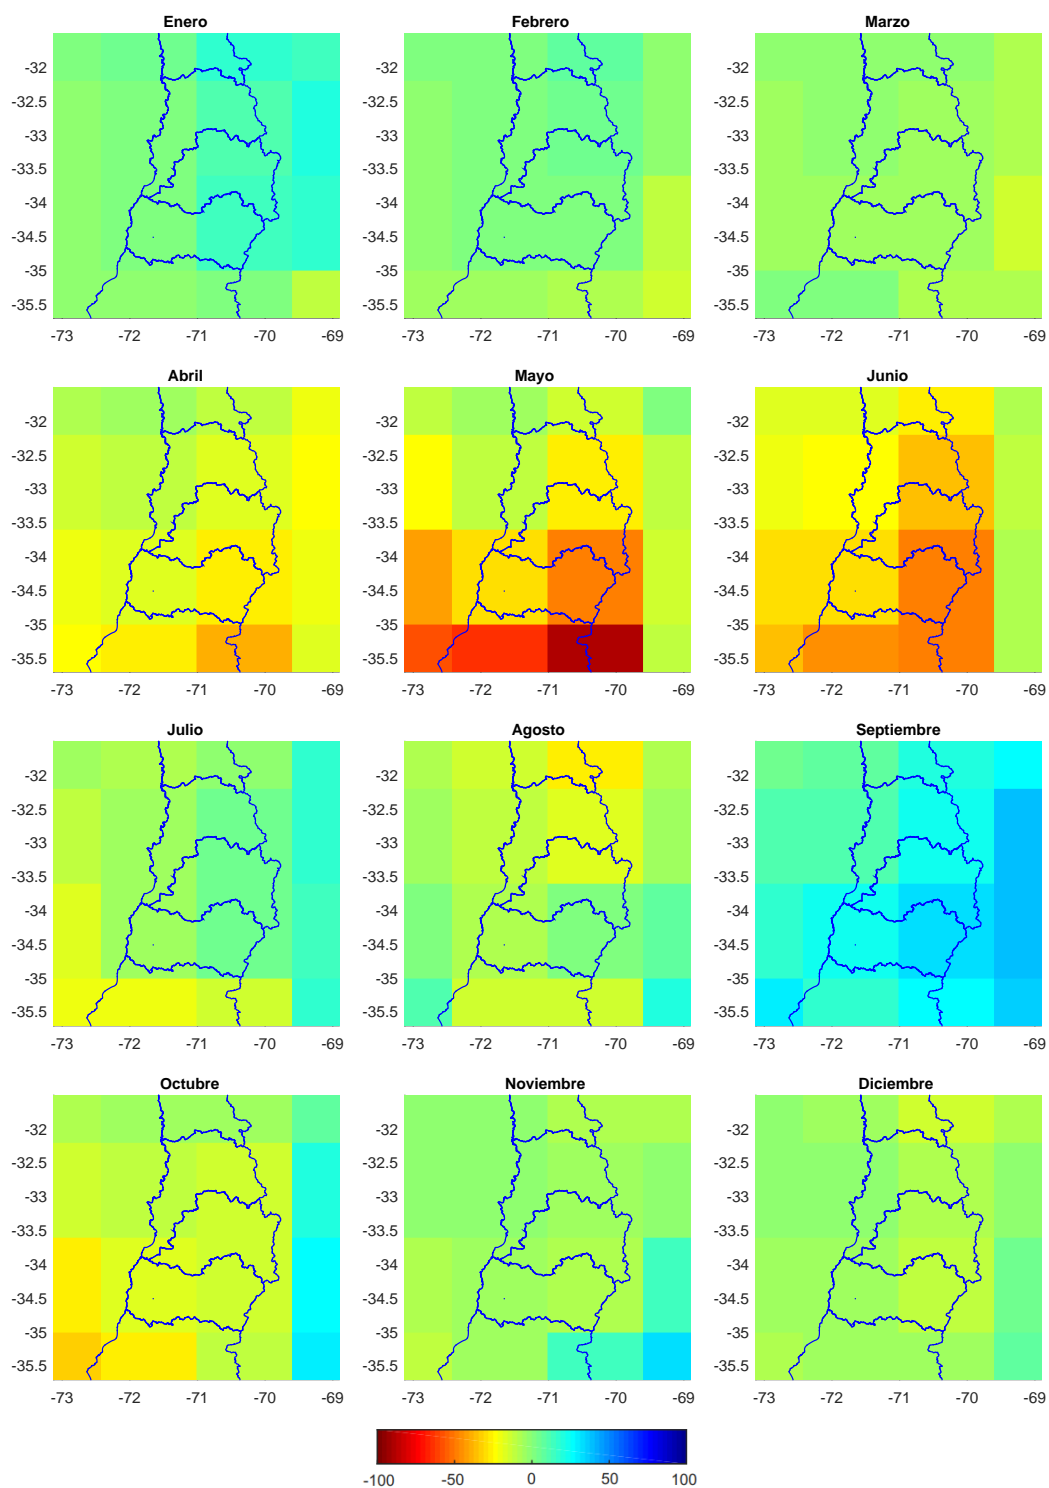 Enero Febrero Marzo
-32 -32 -32
-32.5 -32.5 -32.5
-33 -33 -33
-33.5 -33.5 -33.5
-34 -34 -34
-34.5 -34.5 -34.5
-35 -35 -35
-35.5 -35.5 -35.5
-73 -72 -71 -70 -69 -73 -72 -71 -70 -69 -73 -72 -71 -70 -69
Abril Mayo Junio
-32 -32 -32
-32.5 -32.5 -32.5
-33 -33 -33
-33.5 -33.5 -33.5
-34 -34 -34
-34.5 -34.5 -34.5
-35 -35 -35
-35.5 -35.5 -35.5
-73 -72 -71 -70 -69 -73 -72 -71 -70 -69 -73 -72 -71 -70 -69
Julio Agosto Septiembre
-32 -32 -32
-32.5 -32.5 -32.5
-33 -33 -33
-33.5 -33.5 -33.5
-34 -34 -34
-34.5 -34.5 -34.5
-35 -35 -35
-35.5 -35.5 -35.5
-73 -72 -71 -70 -69 -73 -72 -71 -70 -69 -73 -72 -71 -70 -69
Octubre Noviembre Diciembre
-32 -32 -32
-32.5 -32.5 -32.5
-33 -33 -33
-33.5 -33.5 -33.5
-34 -34 -34
-34.5 -34.5 -34.5
-35 -35 -35
-35.5 -35.5 -35.5
-73 -72 -71 -70 -69 -73 -72 -71 -70 -69 -73 -72 -71 -70 -69
-100 -50 0 50 100